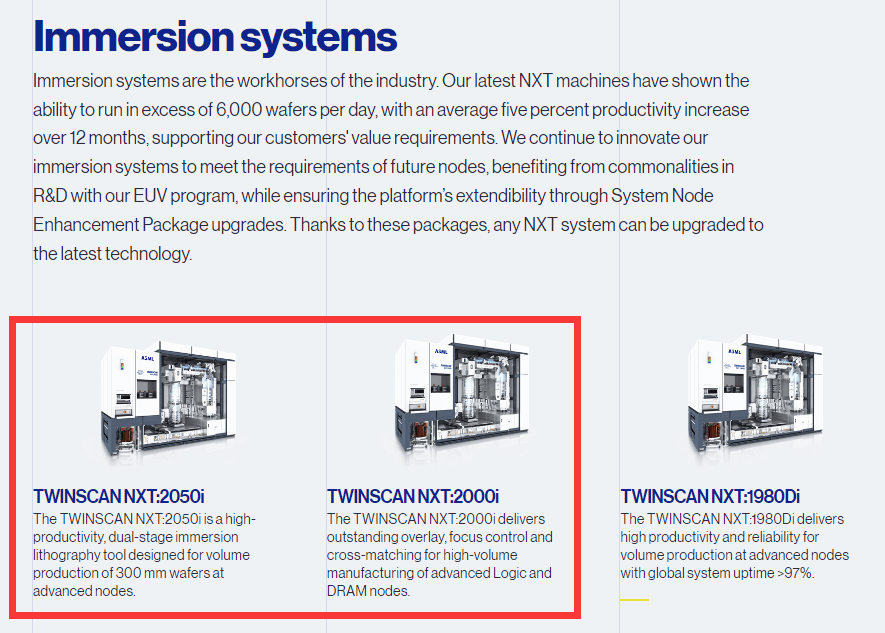 Immersion systems
Immersion systems are the workhorses of the industry. Our latest NXT machines have shown the
ability to run in excess of 6,000 wafers per day, with an average five percent productivity increase
over 12 months, supporting our customers' value requirements. We continue to innovate our
immersion systems to meet the requirements of future nodes, benefiting from commonalities in
R&D with our EUV program, while ensuring the platform's extendibility through System Node
Enhancement Package upgrades. Thanks to these packages, any NXT system can be upgraded to
the latest technology.
ASML
ASML
ASML
TWINSCAN NXT:2050i
The TWINSCAN NXT:2050i is a high-
productivity, dual-stage immersion
lithography tool designed for volume
production of 300 mm wafers at
advanced nodes.
TWINSCAN NXT:2000i
The TWINSCAN NXT:2000i delivers
outstanding overlay, focus control and
cross-matching for high-volume
manufacturing of advanced Logic and
DRAM nodes.
TWINSCAN NXT:1980Di
The TWINSCAN NXT:1980Di delivers
high productivity and reliability for
volume production at advanced nodes
with global system uptime >97%.